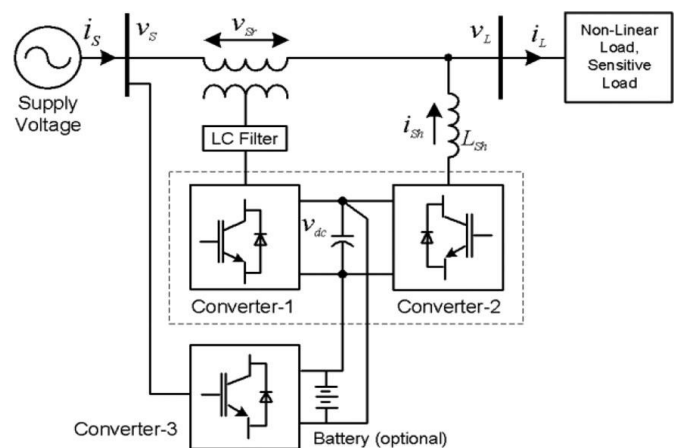 i_S
v_S
v_Sr
v_L
i_L
Non-Linear
Load,
Sensitive
Load
Supply
Voltage
LC Filter
i_Sh
L_Sh
v_dc
Converter-1
Converter-2
Converter-3
Battery (optional)